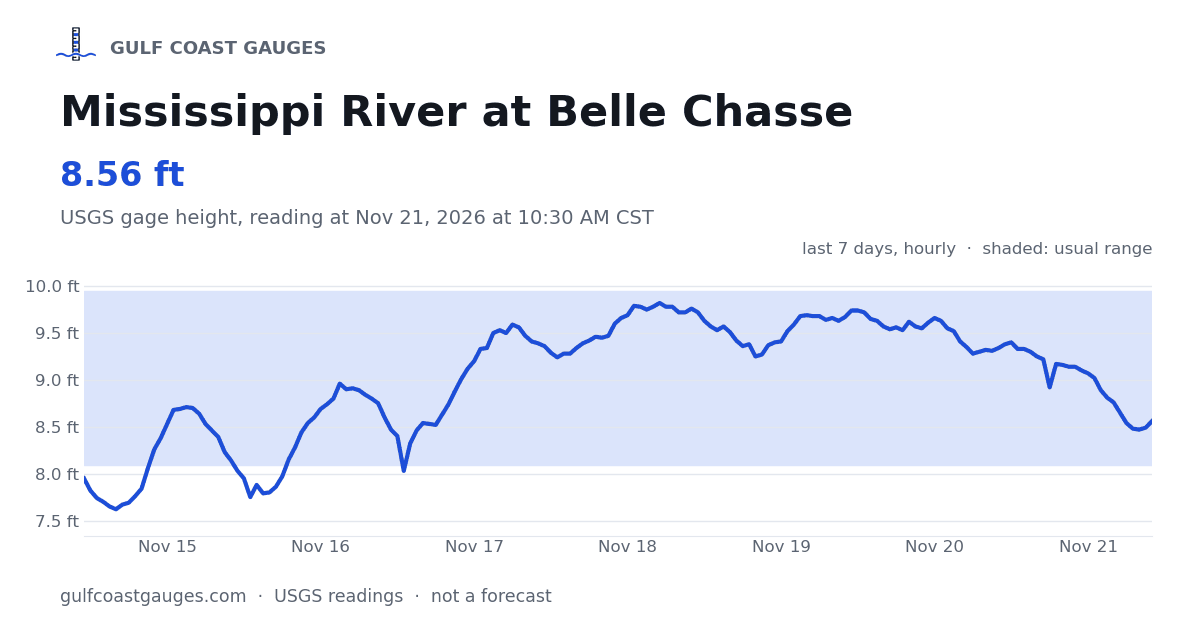 GULF COAST GAUGES
Mississippi River at Belle Chasse
8.56 ft
USGS gage height, reading at Nov 21, 2026 at 10:30 AM CST
last 7 days, hourly · shaded: usual range
10.0 ft
9.5 ft
9.0 ft
8.5 ft
8.0 ft
7.5 ft
Nov 15 Nov 16 Nov 17 Nov 18 Nov 19 Nov 20 Nov 21
gulfcoastgauges.com · USGS readings · not a forecast